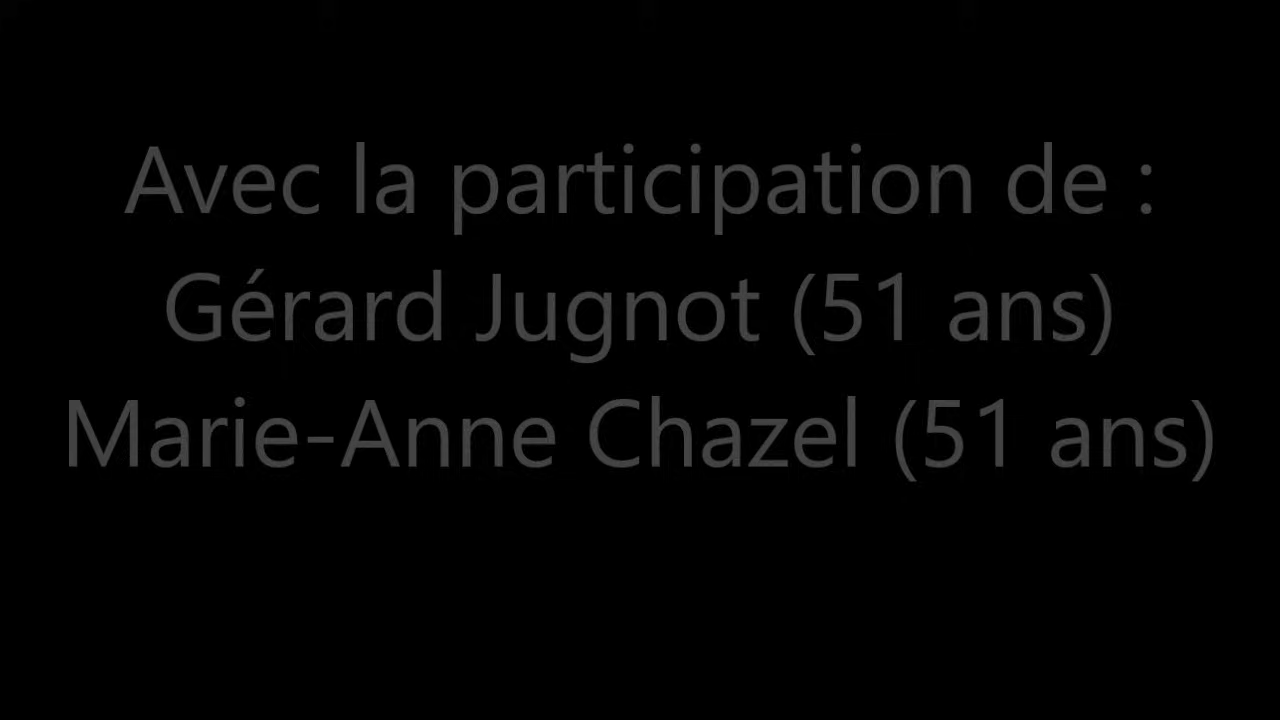 Avec la participation de :
Gérard Jugnot (51 ans)
Marie-Anne Chazel (51 ans)